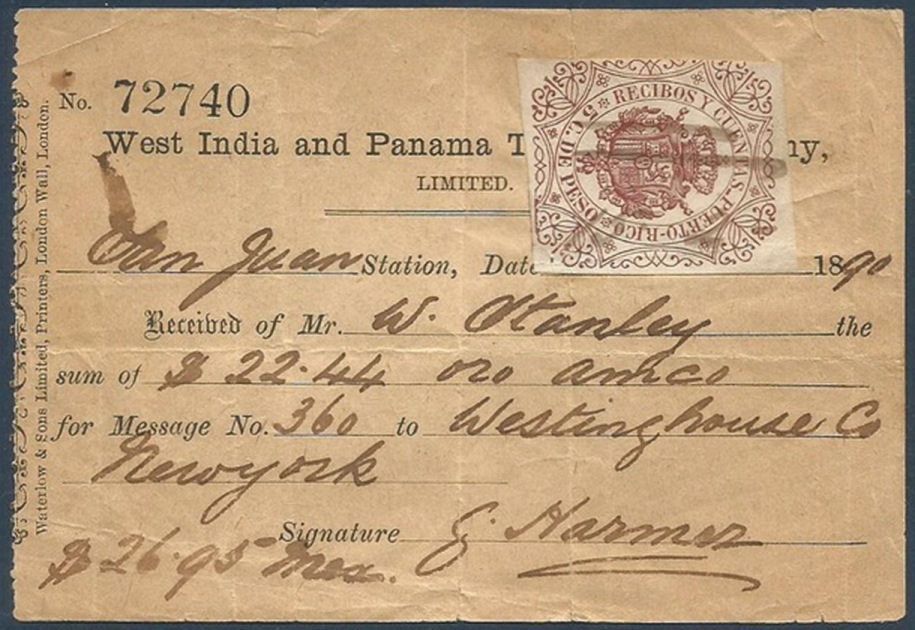 No. 72740
West India and Panama T ny,
LIMITED.
San Juan Station, Date 1890
Received of Mr. W. Stanley the
sum of $ 22.44 oro amco
for Message No. 360 to Westinghouse Co
Newyork
Signature G. Harmer
$ 26.95 Mex.
Waterlow & Sons Limited, Printers, London Wall, London.
RECIBOS Y CUENTAS, PUERTO-RICO
5 C. DE PESO